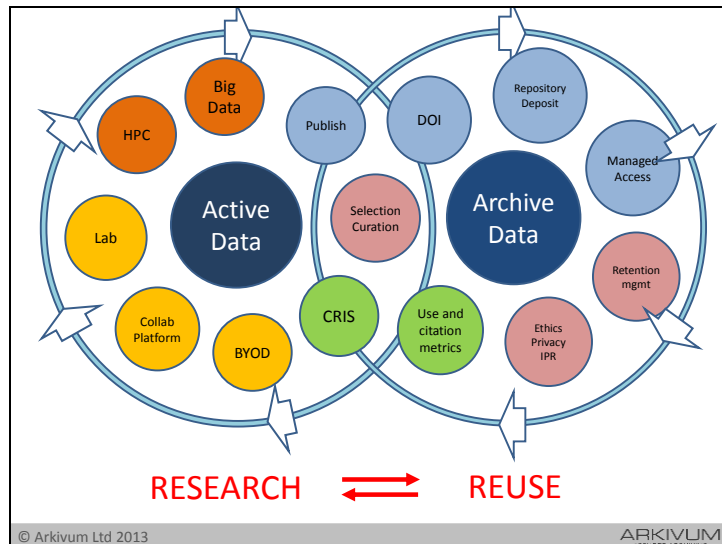 Big
Data
HPC
Publish
DOI
Repository
Deposit
Managed
Access
Active
Data
Selection
Curation
Archive
Data
Lab
Retention
mgmt
Collab
Platform
BYOD
CRIS
Use and
citation
metrics
Ethics
Privacy
IPR
RESEARCH
REUSE
© Arkivum Ltd 2013
ARKIVUM